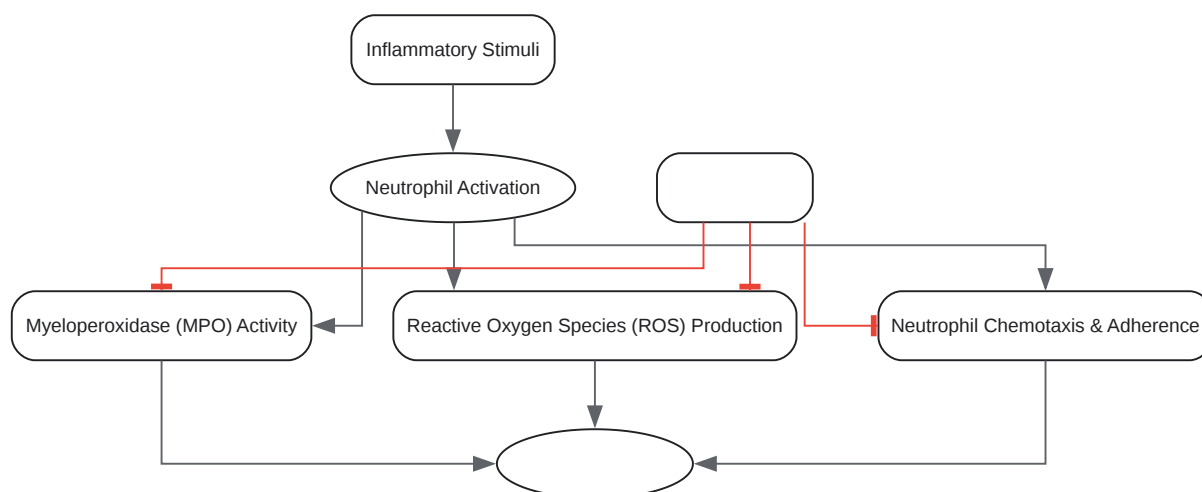 Inflammatory Stimuli
Neutrophil Activation
Myeloperoxidase (MPO) Activity
Reactive Oxygen Species (ROS) Production
Neutrophil Chemotaxis & Adherence